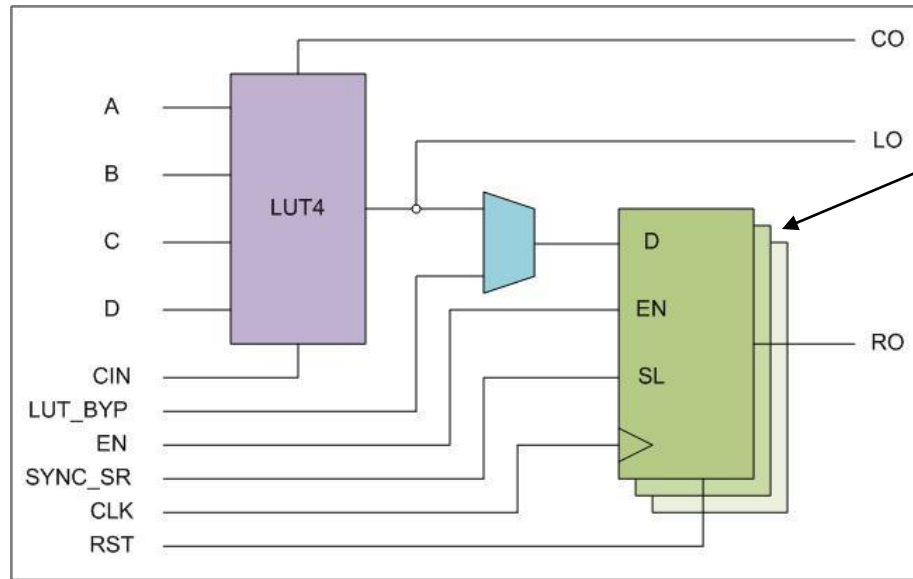 CO
A
LO
B
LUT4
C
D
D
EN
RO
CIN
SL
LUT_BYP
EN
SYNC_SR
CLK
RST